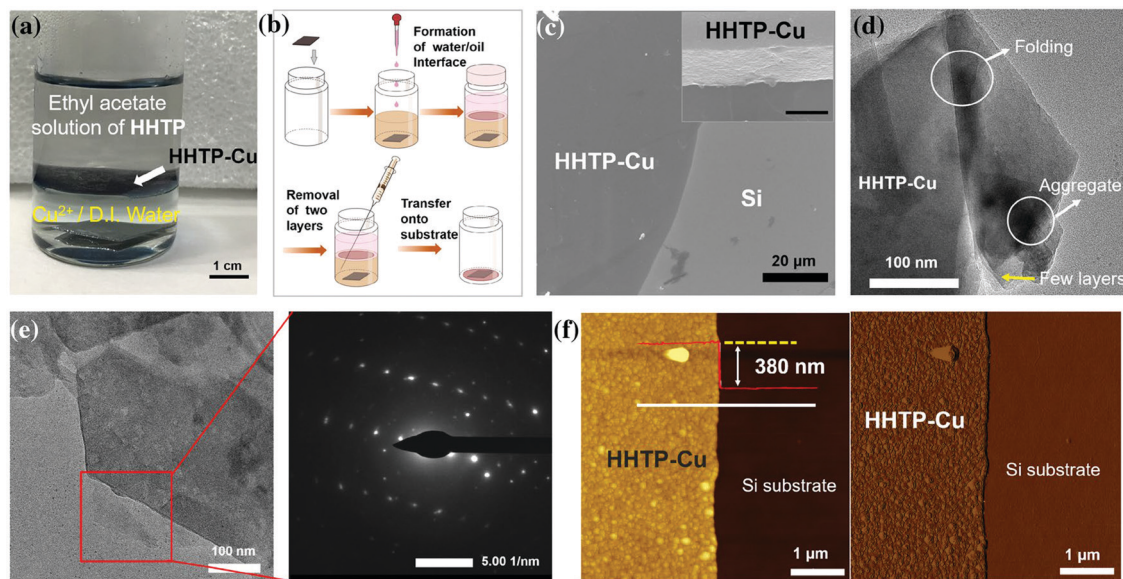 (a)
Ethyl acetate
solution of HHTP
HHTP-Cu
Cu²⁺ / D.I. Water
1 cm
(b)
Formation
of water/oil
Interface
Removal
of two
layers
Transfer
onto
substrate
(c)
HHTP-Cu
HHTP-Cu
Si
20 μm
(d)
Folding
HHTP-Cu
Aggregate
100 nm
Few layers
(e)
100 nm
5.00 1/nm
(f)
380 nm
HHTP-Cu
Si substrate
1 μm
HHTP-Cu
Si substrate
1 μm